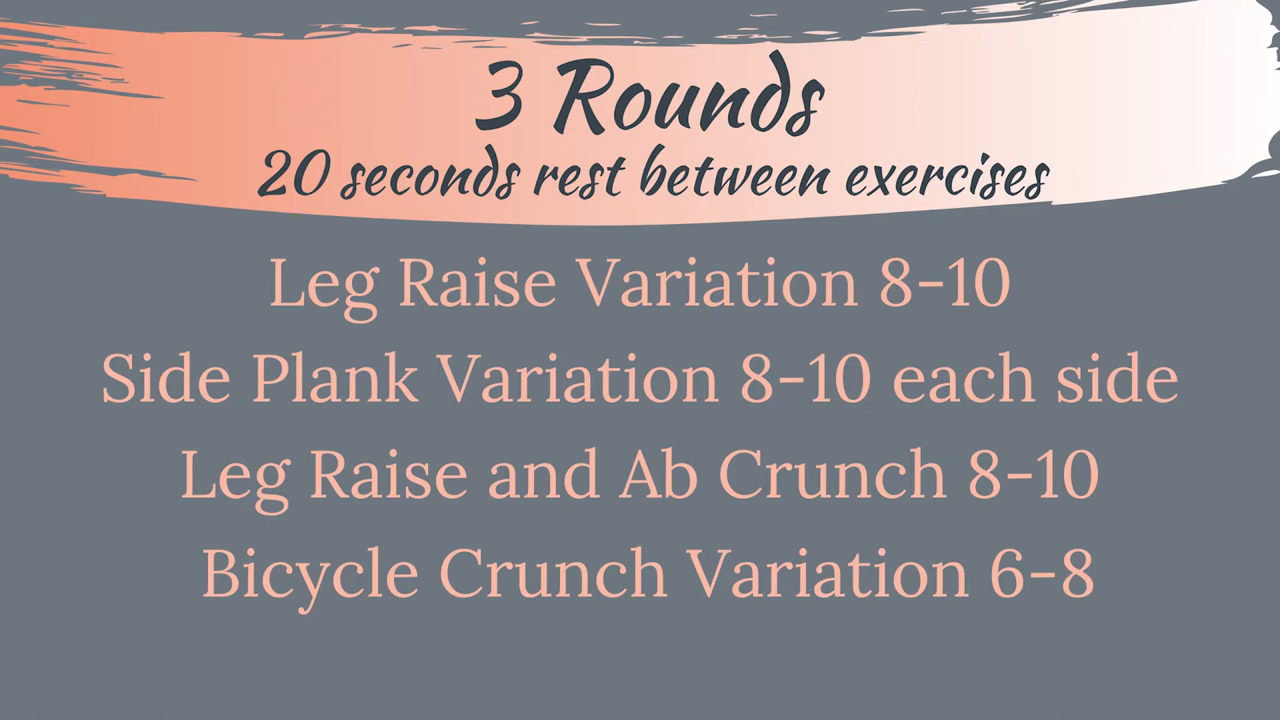 3 Rounds
20 seconds rest between exercises
Leg Raise Variation 8-10
Side Plank Variation 8-10 each side
Leg Raise and Ab Crunch 8-10
Bicycle Crunch Variation 6-8